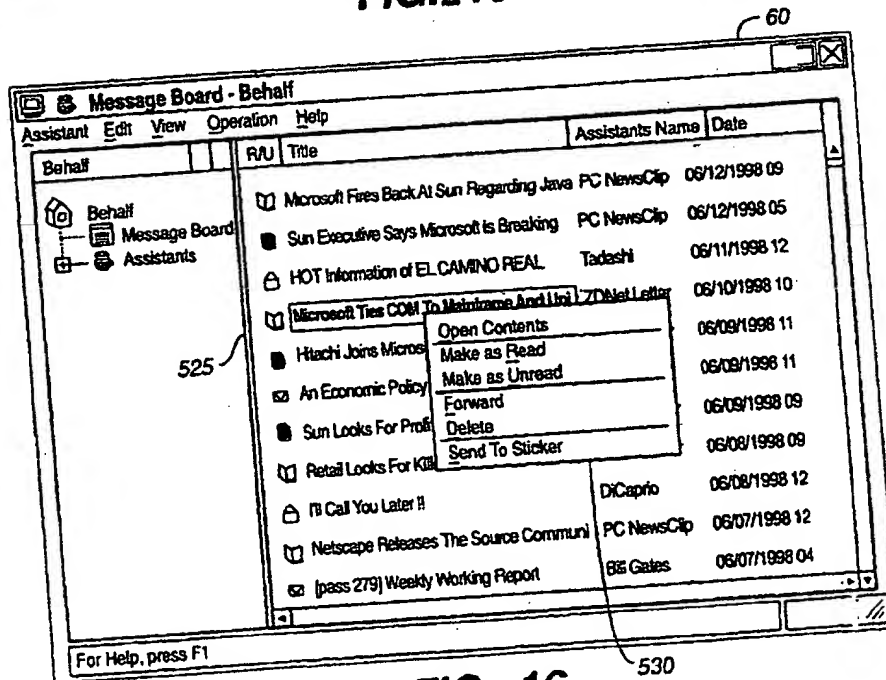 60
Message Board - Behalf
Assistant Edit View Operation Help
Behalf R/U Title Assistants Name Date
Behalf
Message Board
Assistants
Microsoft Fires Back At Sun Regarding Java PC NewsClip 06/12/1998 09
Sun Executive Says Microsoft is Breaking PC NewsClip 06/12/1998 05
HOT Information of EL CAMINO REAL Tadashi 06/11/1998 12
Microsoft Ties COM To Mainframe And Uni ZDNet Letter 06/10/1998 10
Hitachi Joins Micros 06/09/1998 11
An Economic Policy 06/09/1998 11
Sun Looks For Profi 06/09/1998 09
Retail Looks For Kill 06/08/1998 09
I'll Call You Later !! DiCaprio 06/08/1998 12
Netscape Releases The Source Communi PC NewsClip 06/07/1998 12
[pass 279] Weekly Working Report Bill Gates 06/07/1998 04
Open Contents
Make as Read
Make as Unread
Forward
Delete
Send To Sticker
525
For Help, press F1
530